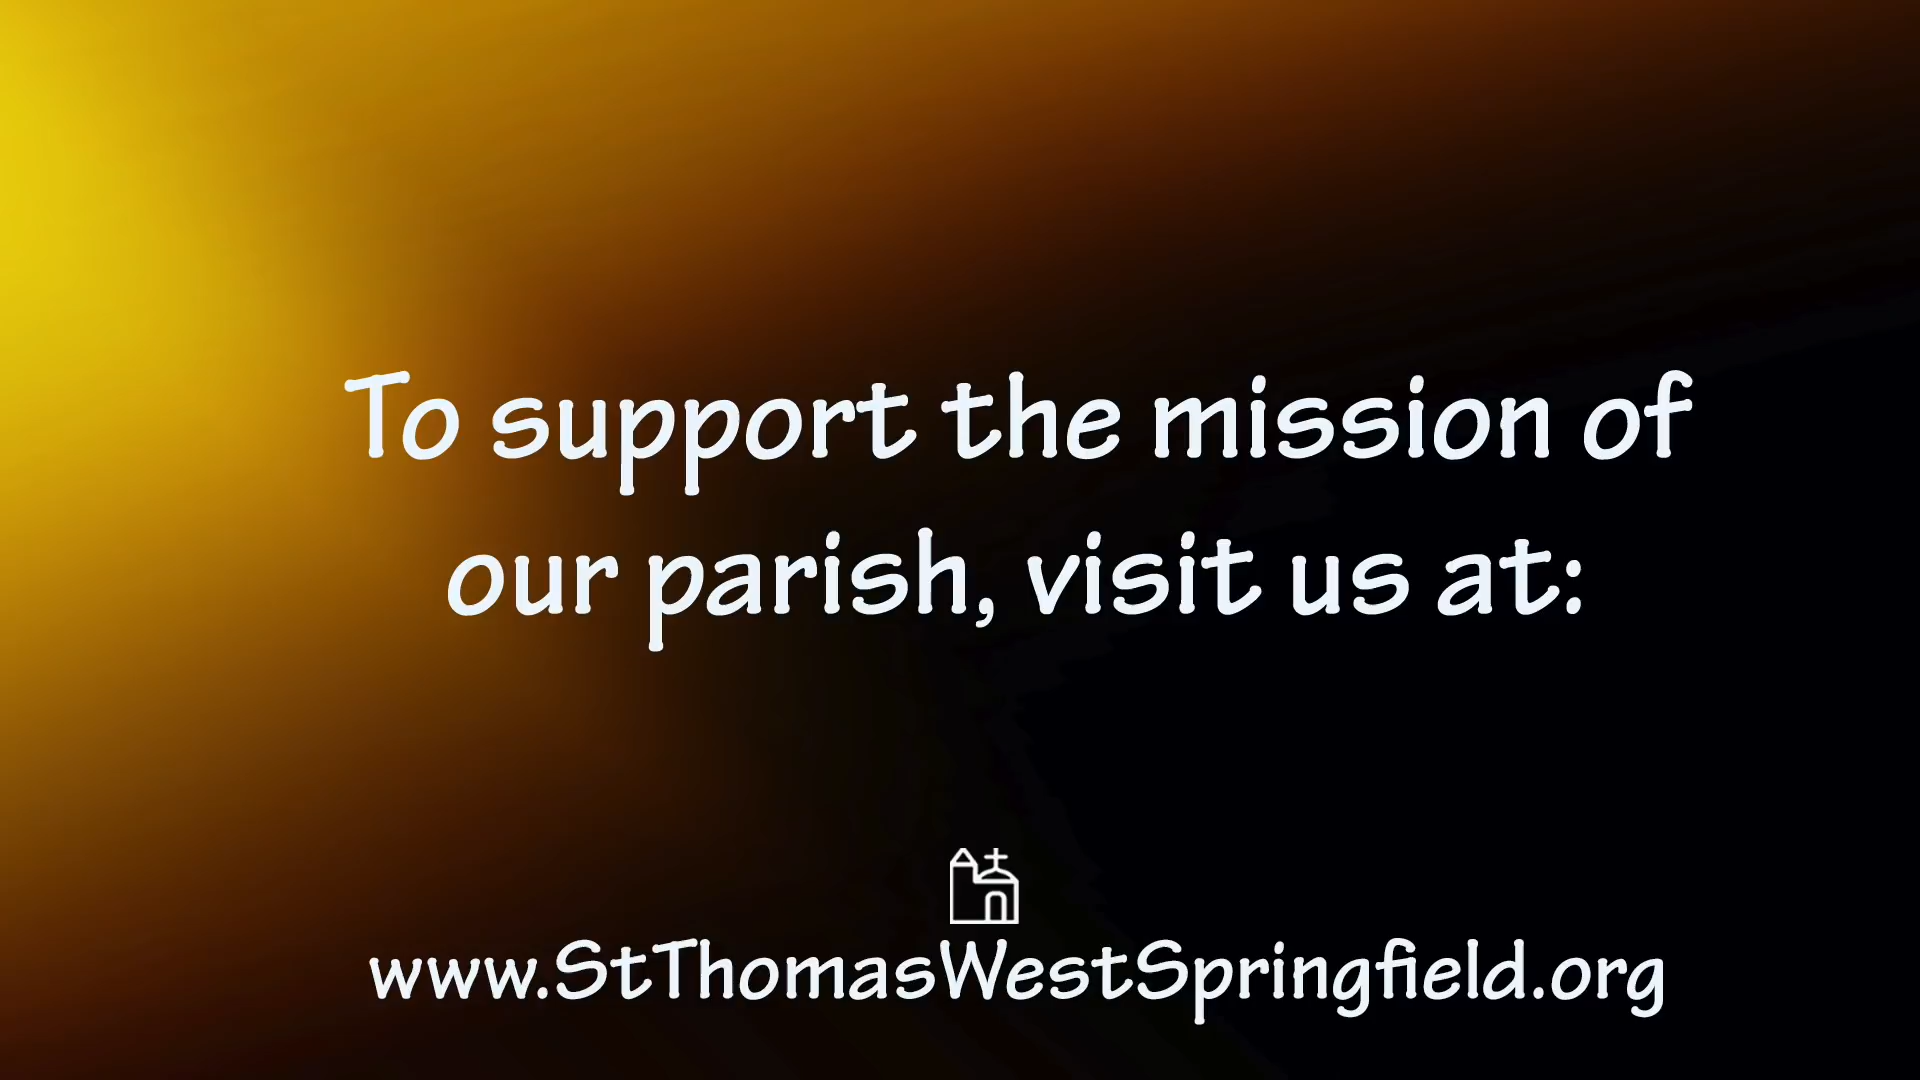 To support the mission of
our parish, visit us at:
www.StThomasWestSpringfield.org